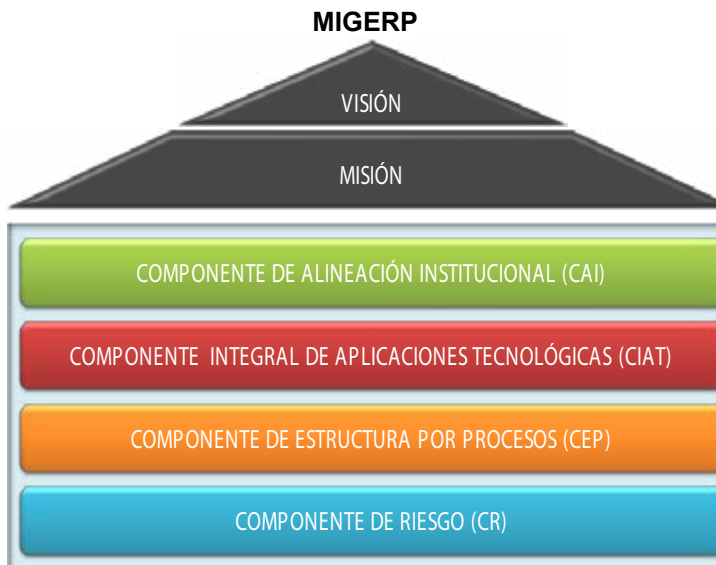 MIGERP
VISIÓN
MISIÓN
COMPONENTE DE ALINEACIÓN INSTITUCIONAL (CAI)
COMPONENTE INTEGRAL DE APLICACIONES TECNOLÓGICAS (CIAT)
COMPONENTE DE ESTRUCTURA POR PROCESOS (CEP)
COMPONENTE DE RIESGO (CR)